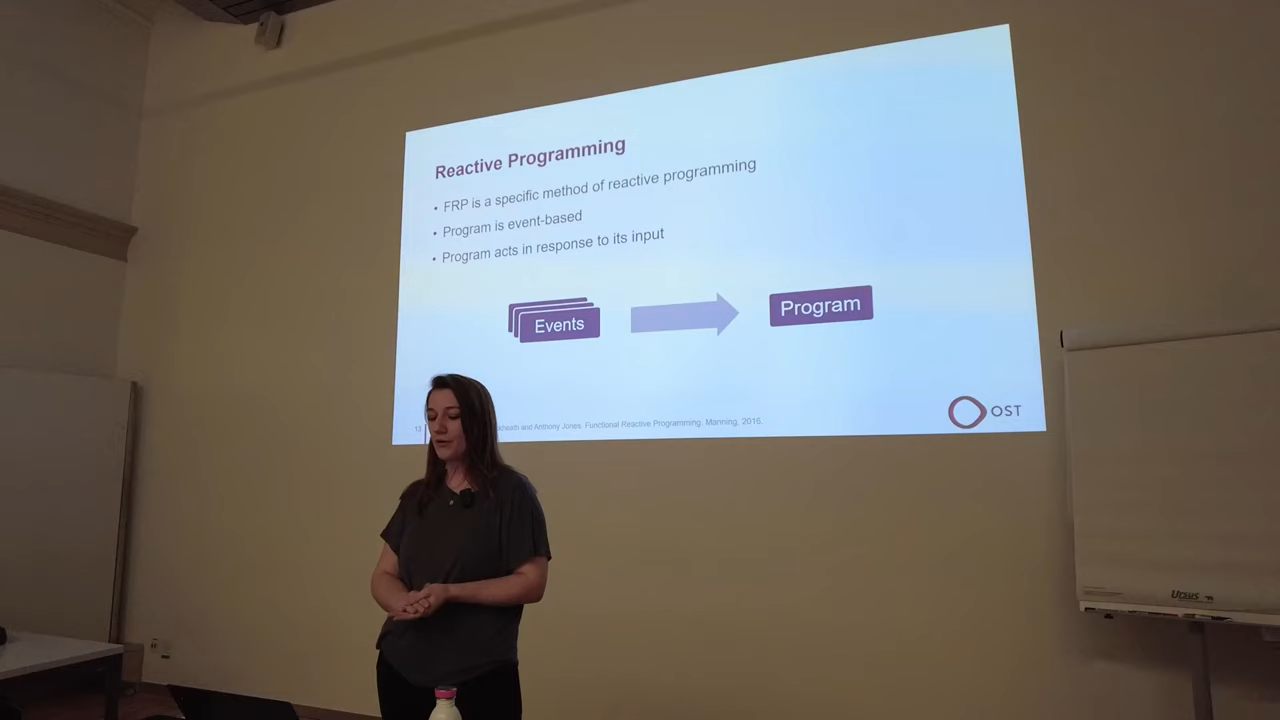 Reactive Programming
• FRP is a specific method of reactive programming
• Program is event-based
• Program acts in response to its input
Events
Program
OST
13
and Anthony Jones. Functional Reactive Programming. Manning, 2016.